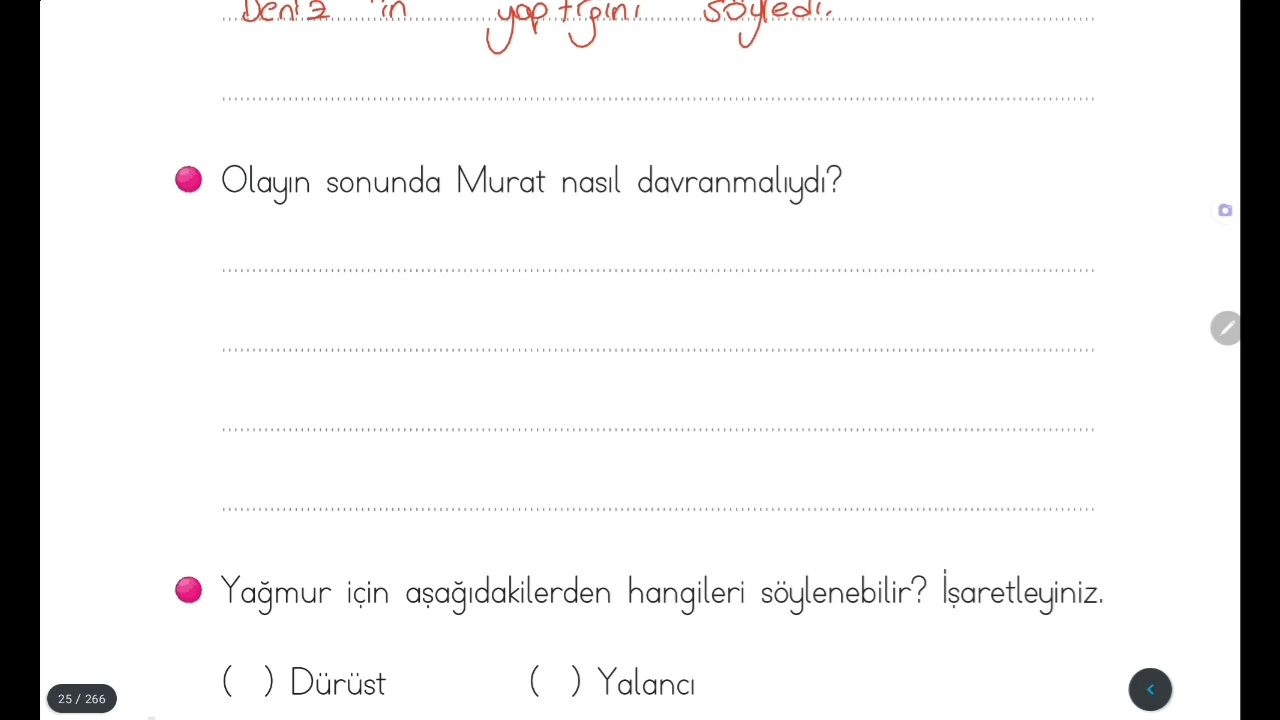 Deniz'in yaptığını söyledi.
Olayın sonunda Murat nasıl davranmalıydı?
Yağmur için aşağıdakilerden hangileri söylenebilir? İşaretleyiniz.
( ) Dürüst ( ) Yalancı
25 / 266